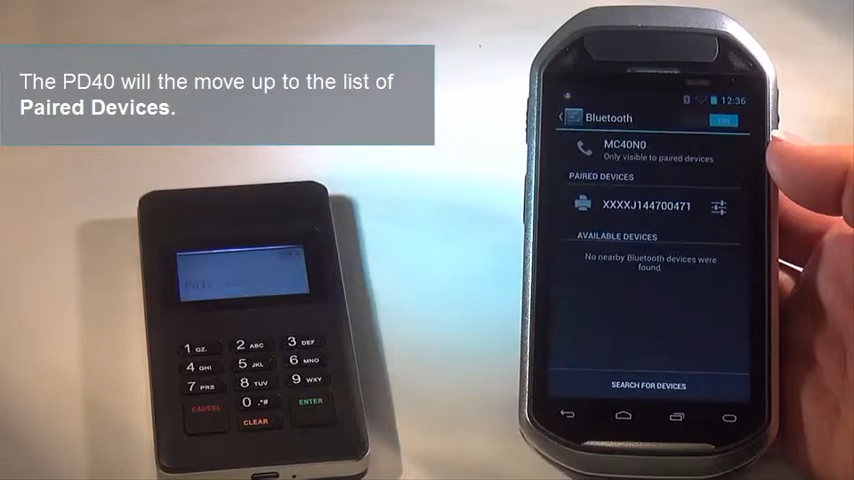 The PD40 will the move up to the list of
Paired Devices.
12:36
Bluetooth
MC40N0
Only visible to paired devices
PAIRED DEVICES
XXXXJ144700471
AVAILABLE DEVICES
No nearby Bluetooth devices were
found.
SEARCH FOR DEVICES
1 QZ. 2 ABC 3 DEF
4 GHI 5 JKL 6 MNO
7 PRS 8 TUV 9 WXY
CANCEL 0 .*# ENTER
CLEAR